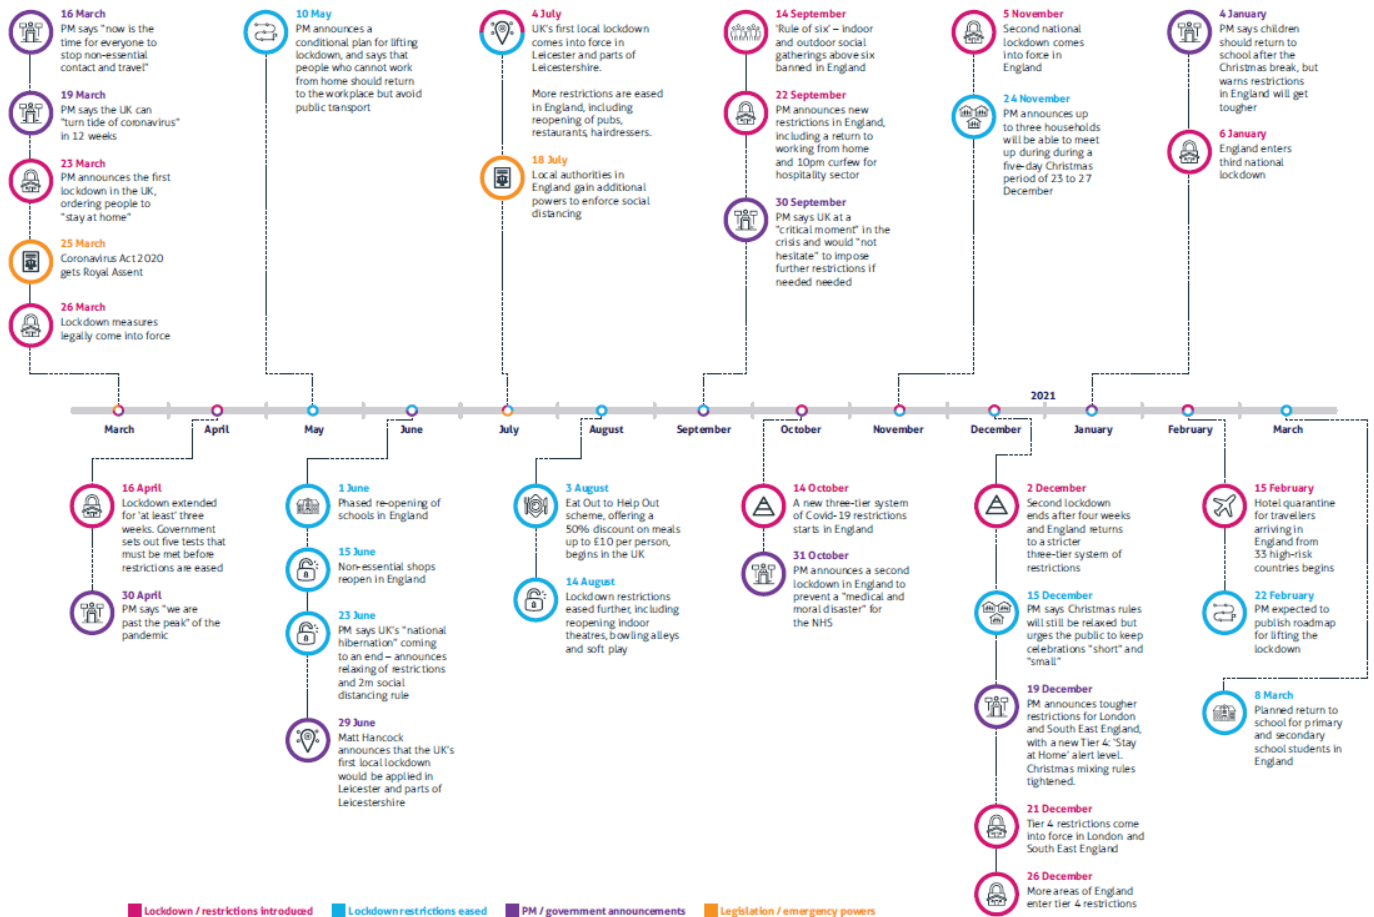 16 March
PM says "now is the
time for everyone to
stop non-essential
contact and travel"
19 March
PM says the UK can
"turn tide of coronavirus"
in 12 weeks
23 March
PM announces the first
lockdown in the UK,
ordering people to
"stay at home"
25 March
Coronavirus Act 2020
gets Royal Assent
26 March
Lockdown measures
legally come into force
10 May
PM announces a
conditional plan for lifting
lockdown, and says that
people who cannot work
from home should return
to the workplace but avoid
public transport
4 July
UK's first local lockdown
comes into force in
Leicester and parts of
Leicestershire.
More restrictions are eased
in England, including
reopening of pubs,
restaurants, hairdressers.
18 July
Local authorities in
England gain additional
powers to enforce social
distancing
14 September
'Rule of six' – indoor
and outdoor social
gatherings above six
banned in England
22 September
PM announces new
restrictions in England,
including a return to
working from home
and 10pm curfew for
hospitality sector
30 September
PM says UK at a
"critical moment" in the
crisis and would "not
hesitate" to impose
further restrictions if
needed needed
5 November
Second national
lockdown comes
into force in
England
24 November
PM announces up
to three households
will be able to meet
up during during a
five-day Christmas
period of 23 to 27
December
4 January
PM says children
should return to
school after the
Christmas break, but
warns restrictions
in England will get
tougher
6 January
England enters
third national
lockdown
2021
March
April
May
June
July
August
September
October
November
December
January
February
March
16 April
Lockdown extended
for 'at least' three
weeks. Government
sets out five tests that
must be met before
restrictions are eased
30 April
PM says "we are
past the peak" of the
pandemic
1 June
Phased re-opening of
schools in England
15 June
Non-essential shops
reopen in England
23 June
PM says UK's "national
hibernation" coming
to an end – announces
relaxing of restrictions
and 2m social
distancing rule
29 June
Matt Hancock
announces that the UK's
first local lockdown
would be applied in
Leicester and parts of
Leicestershire
3 August
Eat Out to Help Out
scheme, offering a
50% discount on meals
up to £10 per person,
begins in the UK
14 August
Lockdown restrictions
eased further, including
reopening indoor
theatres, bowling alleys
and soft play
14 October
A new three-tier system
of Covid-19 restrictions
starts in England
31 October
PM announces a second
lockdown in England to
prevent a "medical and
moral disaster" for
the NHS
2 December
Second lockdown
ends after four weeks
and England returns
to a stricter
three-tier system of
restrictions
15 December
PM says Christmas rules
will still be relaxed but
urges the public to keep
celebrations "short" and
"small"
19 December
PM announces tougher
restrictions for London
and South East England,
with a new Tier 4: 'Stay
at Home' alert level.
Christmas mixing rules
tightened.
21 December
Tier 4 restrictions come
into force in London and
South East England
26 December
More areas of England
enter tier 4 restrictions
15 February
Hotel quarantine
for travellers
arriving in
England from
33 high-risk
countries begins
22 February
PM expected to
publish roadmap
for lifting the
lockdown
8 March
Planned return to
school for primary
and secondary
school students in
England
Lockdown / restrictions introduced
Lockdown restrictions eased
PM / government announcements
Legislation / emergency powers